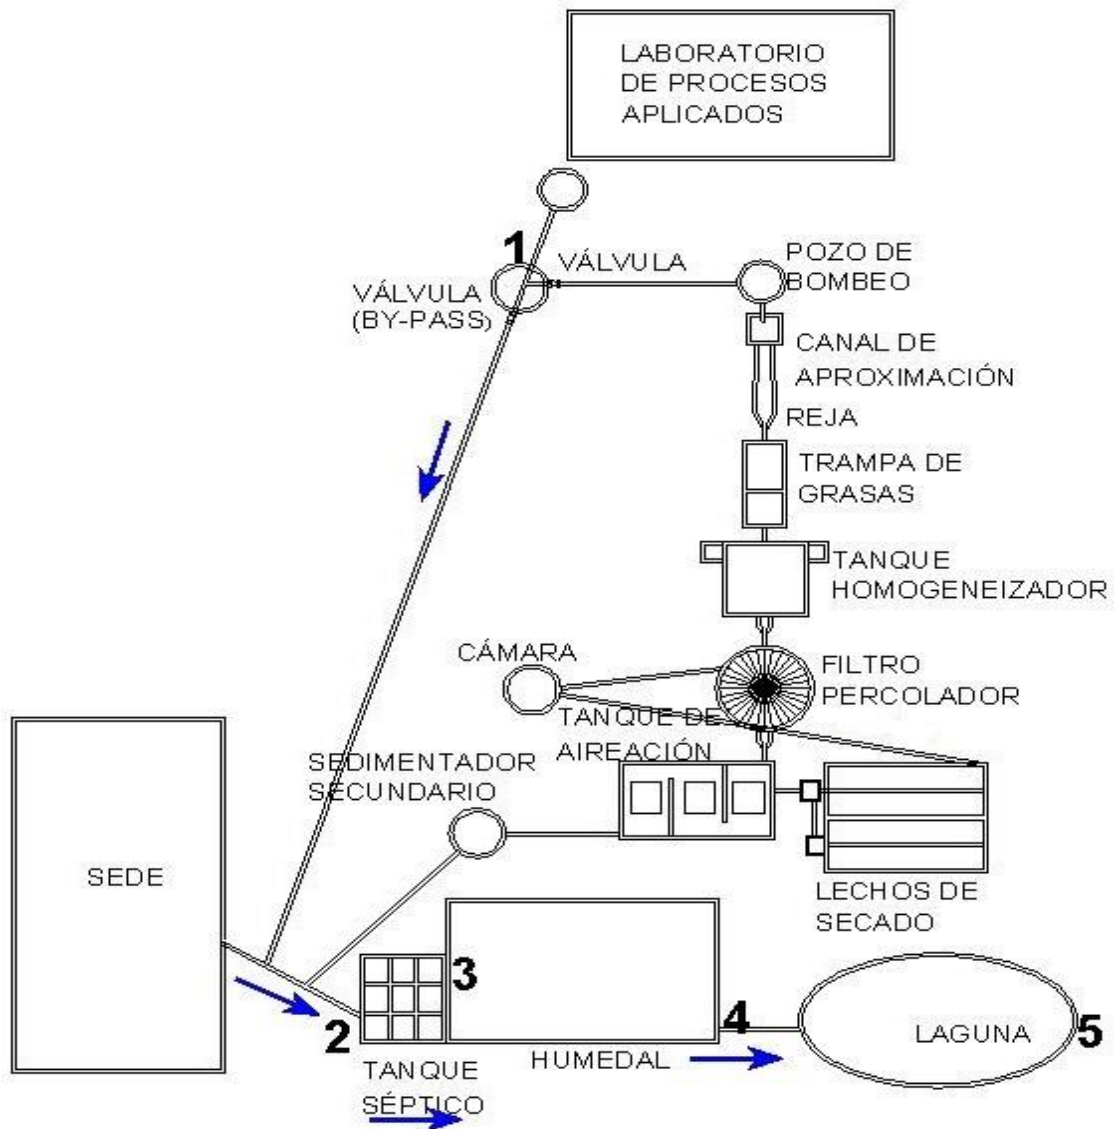 LABORATORIO
DE PROCESOS
APLICADOS
1
VÁLVULA
POZO DE
BOMBEO
VÁLVULA
(BY-PASS)
CANAL DE
APROXIMACIÓN
REJA
TRAMPA DE
GRASAS
TANQUE
HOMOGENEIZADOR
CÁMARA
FILTRO
PERCOLADOR
TANQUE DE
AIREACIÓN
SEDIMENTADOR
SECUNDARIO
SEDE
LECHOS DE
SECADO
3
2
4
LAGUNA
5
HUMEDAL
TANQUE
SÉPTICO